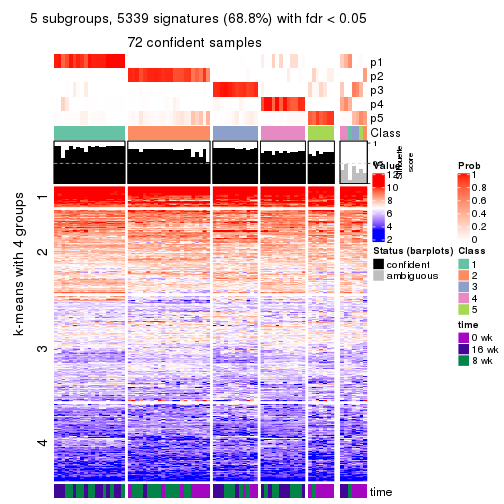 5 subgroups, 5339 signatures (68.8%) with fdr < 0.05
72 confident samples
p1
p2
p3
p4
p5
Class
1
Silhouette
score
k-means with 4 groups
1
2
3
4
Value
12
10
8
6
4
2
Prob
1
0.8
0.6
0.4
0.2
0
Status (barplots)
confident
ambiguous
Class
1
2
3
4
5
time
0 wk
16 wk
8 wk
time